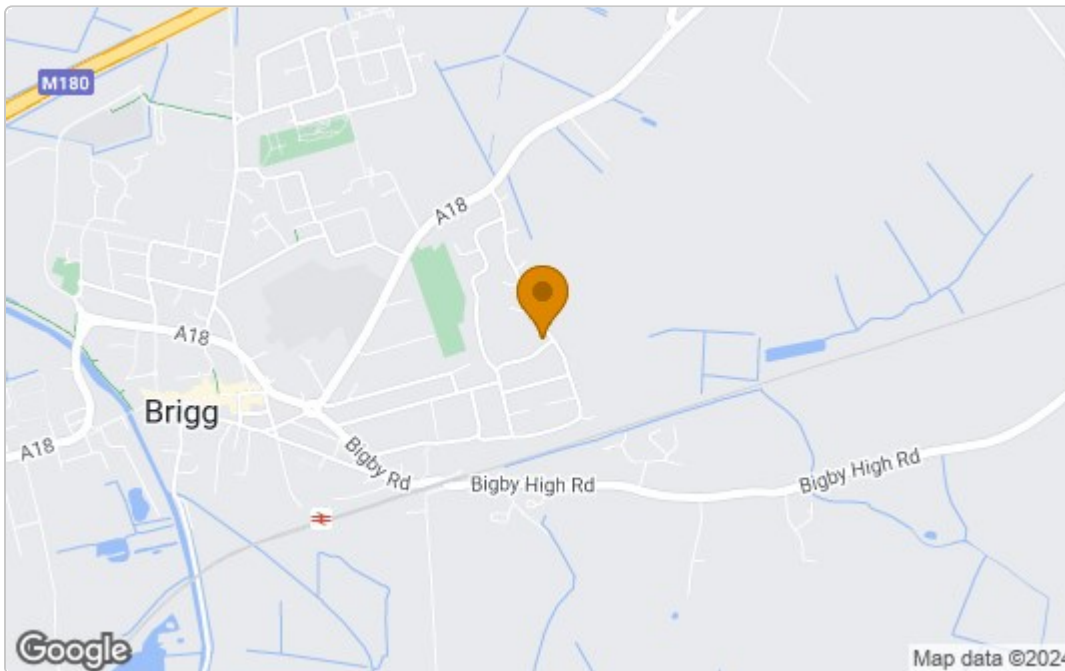 M180
A18
A18
Brigg
A18
Bigby Rd
Bigby High Rd
Bigby High Rd
Google
Map data ©2024